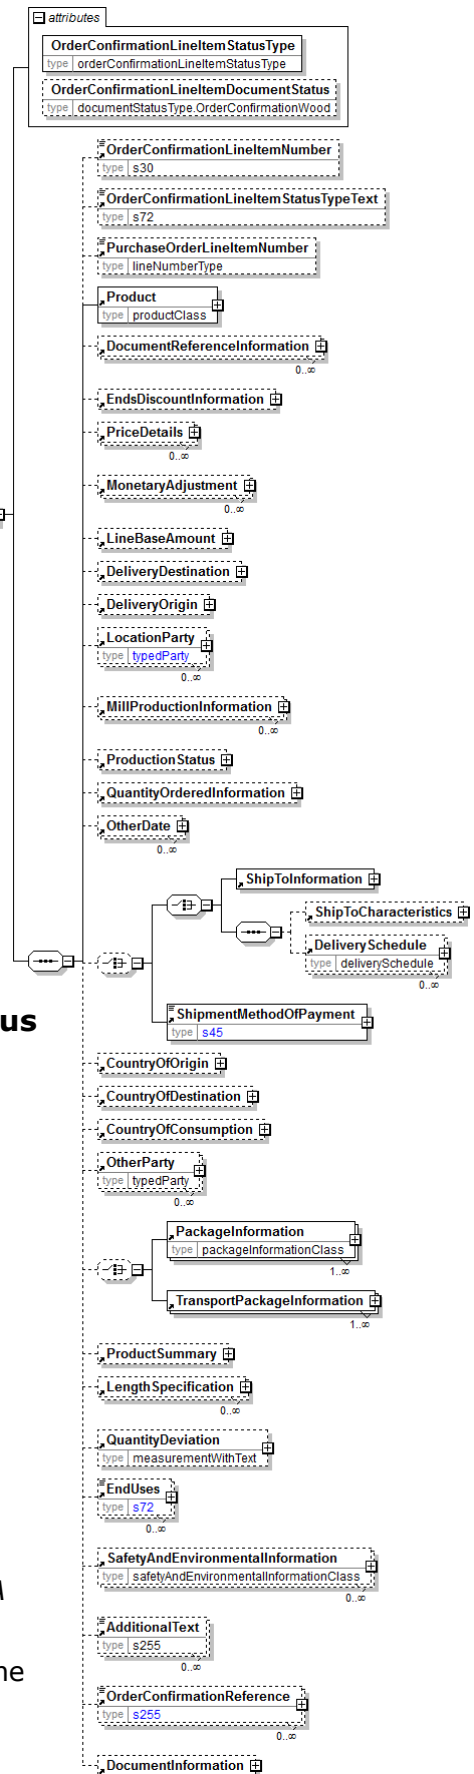 attributes
OrderConfirmationLineItemStatusType
type orderConfirmationLineItemStatusType
OrderConfirmationLineItemDocumentStatus
type documentStatusType.OrderConfirmationWood
OrderConfirmationLineItemNumber
type s30
OrderConfirmationLineItemStatusTypeText
type s72
PurchaseOrderLineItemNumber
type lineNumberType
Product
type productClass
DocumentReferenceInformation
0..∞
EndsDiscountInformation
PriceDetails
0..∞
MonetaryAdjustment
0..∞
LineBaseAmount
DeliveryDestination
DeliveryOrigin
LocationParty
type typedParty
0..∞
MillProductionInformation
0..∞
ProductionStatus
QuantityOrderedInformation
OtherDate
0..∞
ShipToInformation
ShipToCharacteristics
DeliverySchedule
type deliverySchedule
0..∞
ShipmentMethodOfPayment
type s45
us
CountryOfOrigin
CountryOfDestination
CountryOfConsumption
OtherParty
type typedParty
0..∞
PackageInformation
type packageInformationClass
1..∞
TransportPackageInformation
1..∞
ProductSummary
LengthSpecification
0..∞
QuantityDeviation
type measurementWithText
EndUses
type s72
0..∞
SafetyAndEnvironmentalInformation
type safetyAndEnvironmentalInformationClass
0..∞
AdditionalText
type s255
0..∞
ne
OrderConfirmationReference
type s255
0..∞
DocumentInformation